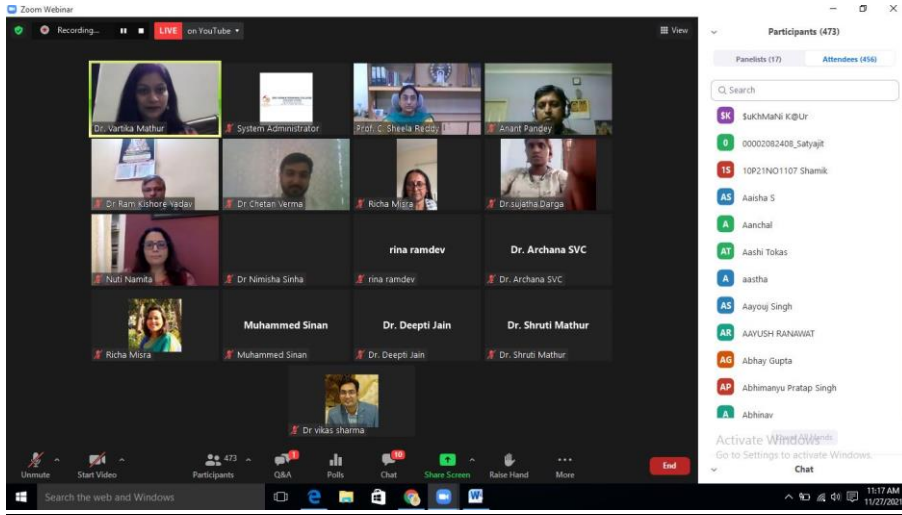 Zoom Webinar
Recording...
LIVE on YouTube
View
Dr. Vartika Mathur
System Administrator
Prof. C. Sheela Reddy
Anant Pandey
Dr Ram Kishore Yadav
Dr Chetan Verma
Richa Misra
Dr.sujatha.Darga
Nuti Namita
Dr Nimisha Sinha
rina ramdev
rina ramdev
Dr. Archana SVC
Dr. Archana SVC
Richa Misra
Muhammed Sinan
Muhammed Sinan
Dr. Deepti Jain
Dr. Deepti Jain
Dr. Shruti Mathur
Dr. Shruti Mathur
Dr vikas sharma
Unmute
Start Video
473
Participants
1
Q&A
Polls
10
Chat
Share Screen
Raise Hand
More
End
Participants (473)
Panelists (17)
Attendees (456)
Search
SK $uKhMaNi K@Ur
0 00002082408_Satyajit
1S 10P21NO1107 Shamik
AS Aaisha S
A Aanchal
AT Aashi Tokas
A aastha
AS Aayouj Singh
AR AAYUSH RANAWAT
AG Abhay Gupta
AP Abhimanyu Pratap Singh
A Abhinav
Activate Windows
Go to Settings to activate Windows.
Chat
Search the web and Windows
11:17 AM
11/27/2021